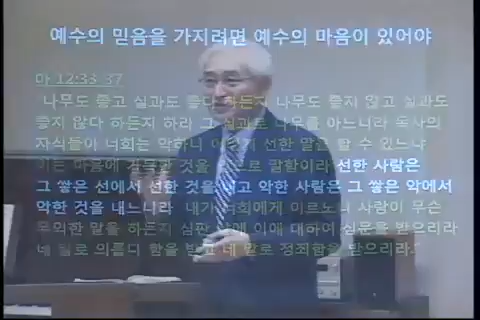 예수의 믿음을 가지려면 예수의 마음이 있어야
마 12:33-37
나무도 좋고 실과도 좋다 하든지 나무도 좋지 않고 실과도
좋지 않다 하든지 하라 그 실과로 나무를 아느니라 독사의
자식들아 너희는 악하니 선한 말을 할 수 있느냐
이는 마음에 가득한 것을 입으로 말함이라 선한 사람은
그 쌓은 선에서 선한 것을 내고 악한 사람은 그 쌓은 악에서
악한 것을 내느니라 내가 너희에게 이르노니 사람이 무슨
무익한 말을 하든지 심판 날에 이에 대하여 심문을 받으리라
네 말로 의롭다 함을 받고 네 말로 정죄함을 받으리라